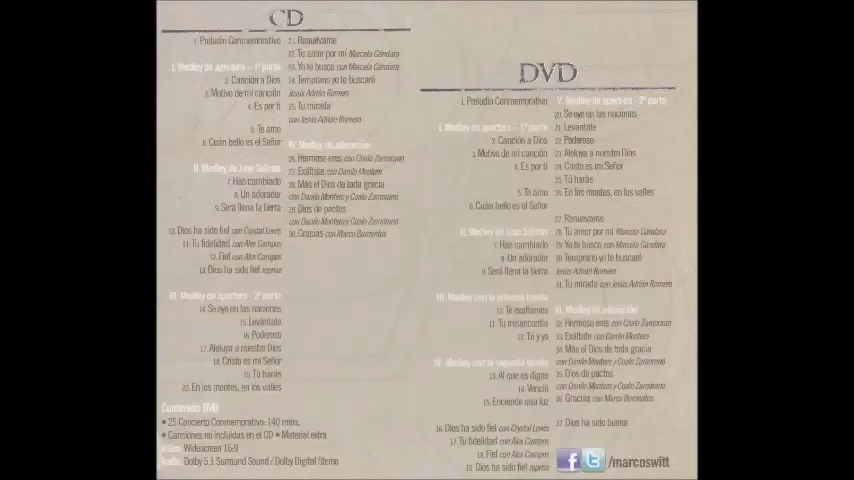 CD
1. Preludio Conmemorativo
I. Medley de apertura - 1ª parte
2. Canción a Dios
3. Motivo de mi canción
4. Es por ti
5. Te amo
6. Cuán bello es el Señor
II. Medley de Juan Salinas
7. Has cambiado
8. Un adorador
9. Será llena la tierra
10. Dios ha sido fiel con Crystal Lewis
11. Tu fidelidad con Alex Campos
12. Fiel con Alex Campos
13. Dios ha sido fiel reprise
III. Medley de apertura - 2ª parte
14. Se oye en las naciones
15. Levántate
16. Poderoso
17. Aleluya a nuestro Dios
18. Cristo es mi Señor
19. Tú harás
20. En los montes, en los valles
21. Renuévame
22. Tu amor por mí Marcela Gándara
23. Yo te busco con Marcela Gándara
24. Temprano yo te buscaré
Jesús Adrián Romero
25. Tu mirada
con Jesús Adrián Romero
IV. Medley de adoración
26. Hermoso eres con Coalo Zamorano
27. Exáltate con Danilo Montero
28. Más el Dios de toda gracia
con Danilo Montero y Coalo Zamorano
29. Dios de pactos
con Danilo Montero y Coalo Zamorano
30. Gracias con Marco Barrientos
Contenido DVD
• 25 Concierto Conmemorativo: 140 mins.
• Canciones no incluidas en el CD • Material extra
Video: Widescreen 16:9
Audio: Dolby 5.1 Surround Sound / Dolby Digital Stereo
DVD
1. Preludio Conmemorativo
I. Medley de apertura - 1ª parte
2. Canción a Dios
3. Motivo de mi canción
4. Es por ti
5. Te amo
6. Cuán bello es el Señor
II. Medley de Juan Salinas
7. Has cambiado
8. Un adorador
9. Será llena la tierra
III. Medley con la primera banda
10. Te exaltamos
11. Tu misericordia
12. Tú y yo
IV. Medley con la segunda banda
13. Al que es digno
14. Venció
15. Enciende una luz
16. Dios ha sido fiel con Crystal Lewis
17. Tu fidelidad con Alex Campos
18. Fiel con Alex Campos
19. Dios ha sido fiel reprise
V. Medley de apertura - 2ª parte
20. Se oye en las naciones
21. Levántate
22. Poderoso
23. Aleluya a nuestro Dios
24. Cristo es mi Señor
25. Tú harás
26. En los montes, en los valles
27. Renuévame
28. Tu amor por mí Marcela Gándara
29. Yo te busco con Marcela Gándara
30. Temprano yo te buscaré
Jesús Adrián Romero
31. Tu mirada con Jesús Adrián Romero
VI. Medley de adoración
32. Hermoso eres con Coalo Zamorano
33. Exáltate con Danilo Montero
34. Más el Dios de toda gracia
con Danilo Montero y Coalo Zamorano
35. Dios de pactos
con Danilo Montero y Coalo Zamorano
36. Gracias con Marco Barrientos
37. Dios ha sido bueno
/marcoswitt